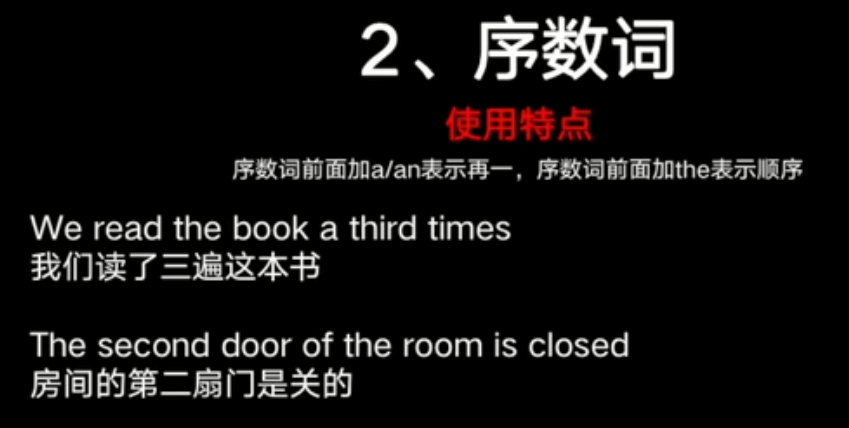 2、序数词
使用特点
序数词前面加a/an表示再一，序数词前面加the表示顺序
We read the book a third times
我们读了三遍这本书
The second door of the room is closed
房间的第二扇门是关的